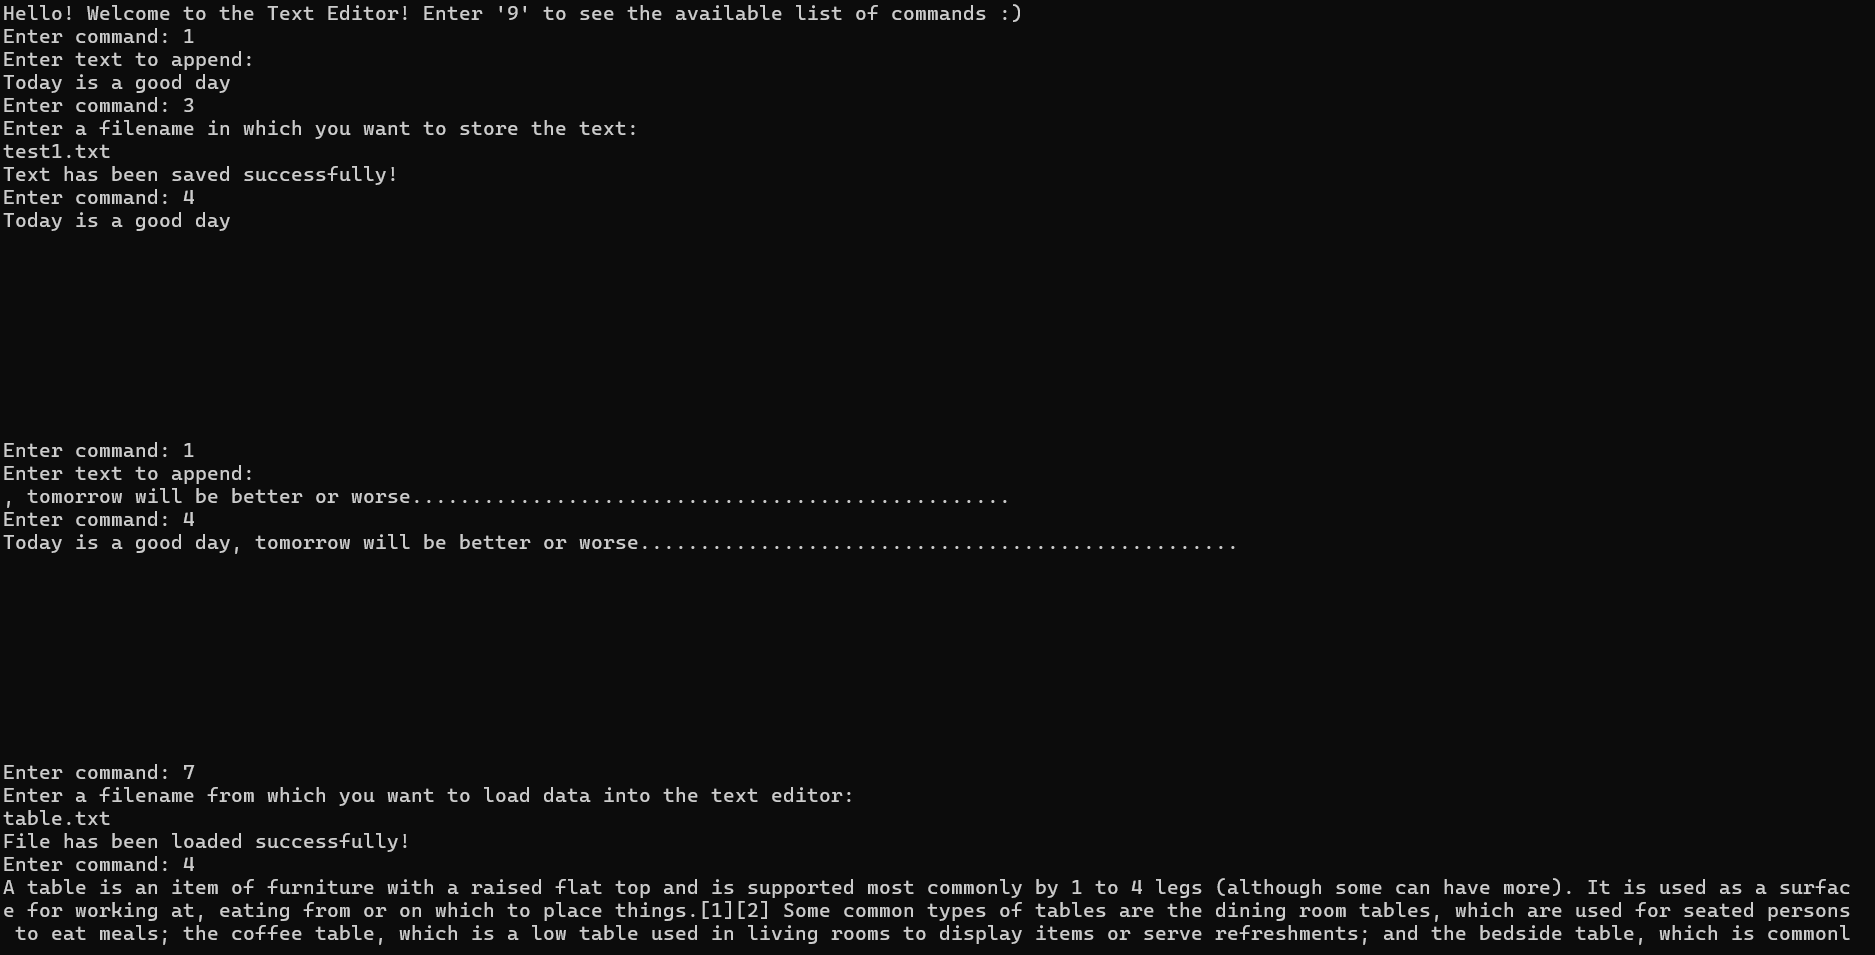 Hello! Welcome to the Text Editor! Enter '9' to see the available list of commands :)
Enter command: 1
Enter text to append:
Today is a good day
Enter command: 3
Enter a filename in which you want to store the text:
test1.txt
Text has been saved successfully!
Enter command: 4
Today is a good day
Enter command: 1
Enter text to append:
, tomorrow will be better or worse..................................................
Enter command: 4
Today is a good day, tomorrow will be better or worse..................................................
Enter command: 7
Enter a filename from which you want to load data into the text editor:
table.txt
File has been loaded successfully!
Enter command: 4
A table is an item of furniture with a raised flat top and is supported most commonly by 1 to 4 legs (although some can have more). It is used as a surfac
e for working at, eating from or on which to place things.[1][2] Some common types of tables are the dining room tables, which are used for seated persons
 to eat meals; the coffee table, which is a low table used in living rooms to display items or serve refreshments; and the bedside table, which is commonl